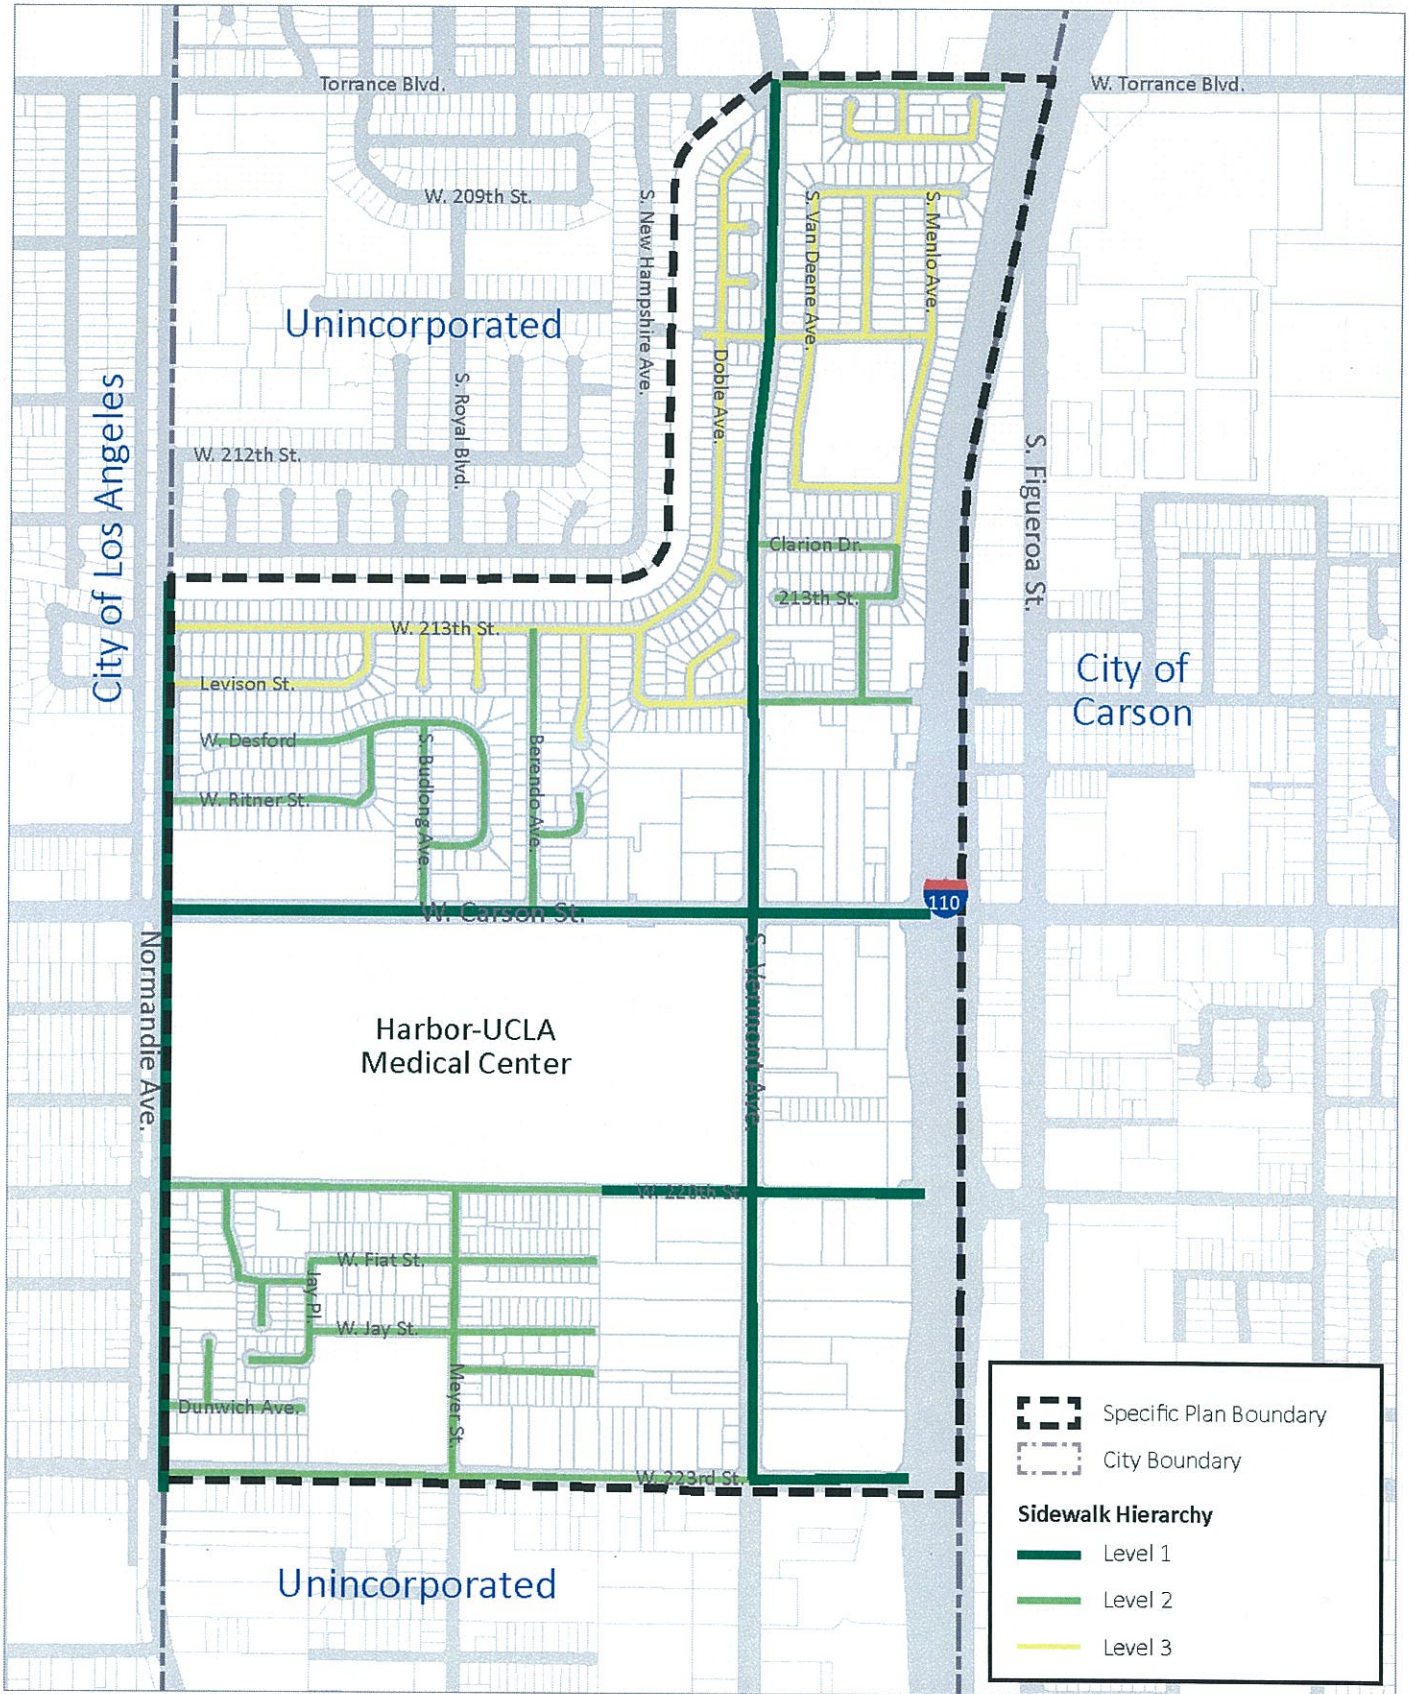 Torrance Blvd.
W. Torrance Blvd.
W. 209th St.
S. New Hampshire Ave.
S. Van Deene Ave.
S. Menlo Ave.
Unincorporated
Doble Ave.
S. Royal Blvd.
City of Los Angeles
W. 212th St.
S. Figueroa St.
Clarion Dr.
213th St.
W. 213th St.
Levison St.
City of
Carson
W. Desford
S. Budlong Ave.
Berendo Ave.
W. Ritner St.
110
W. Carson St.
Normandie Ave.
S. Vermont Ave.
Harbor-UCLA
Medical Center
W. 220th St.
W. Fiat St.
Jay Pl.
W. Jay St.
Meyer St.
Dunwich Ave.
W. 223rd St.
Unincorporated
Specific Plan Boundary
City Boundary
Sidewalk Hierarchy
Level 1
Level 2
Level 3